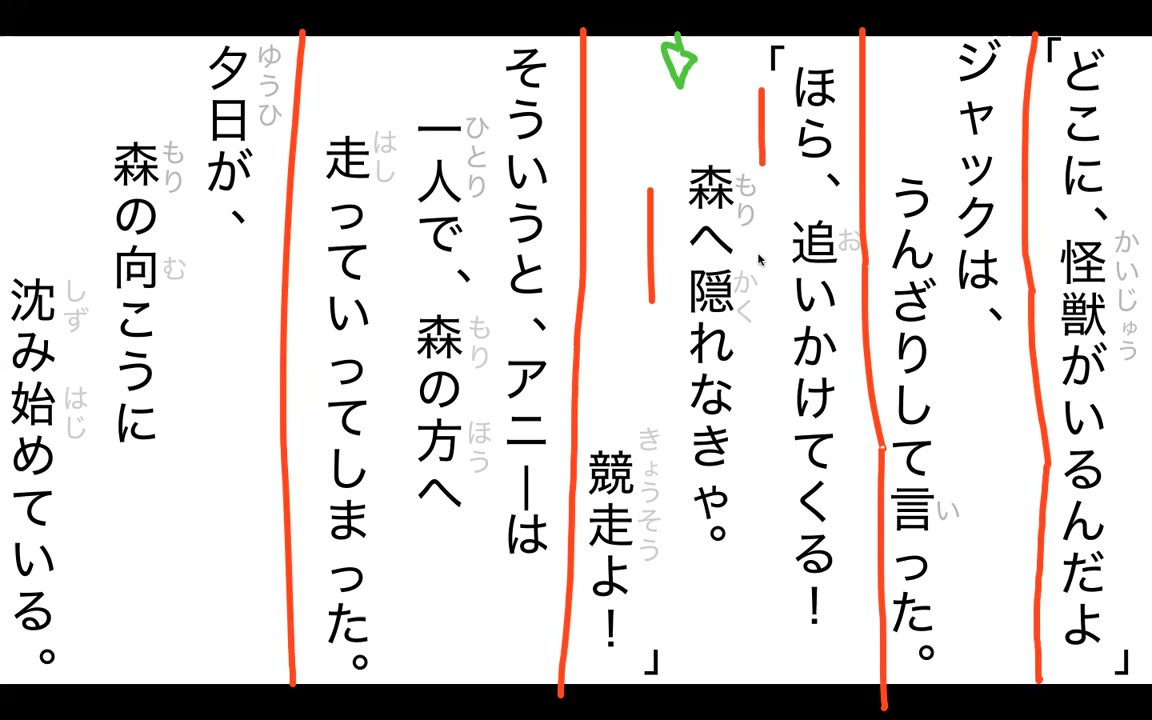 「どこに、怪獣がいるんだよ」
ジャックは、
うんざりして言った。
「ほら、追いかけてくる！
森へ隠れなきゃ。
競走よ！」
そういうと、アニーは
一人で、森の方へ
走っていってしまった。
夕日が、
森の向こうに
沈み始めている。